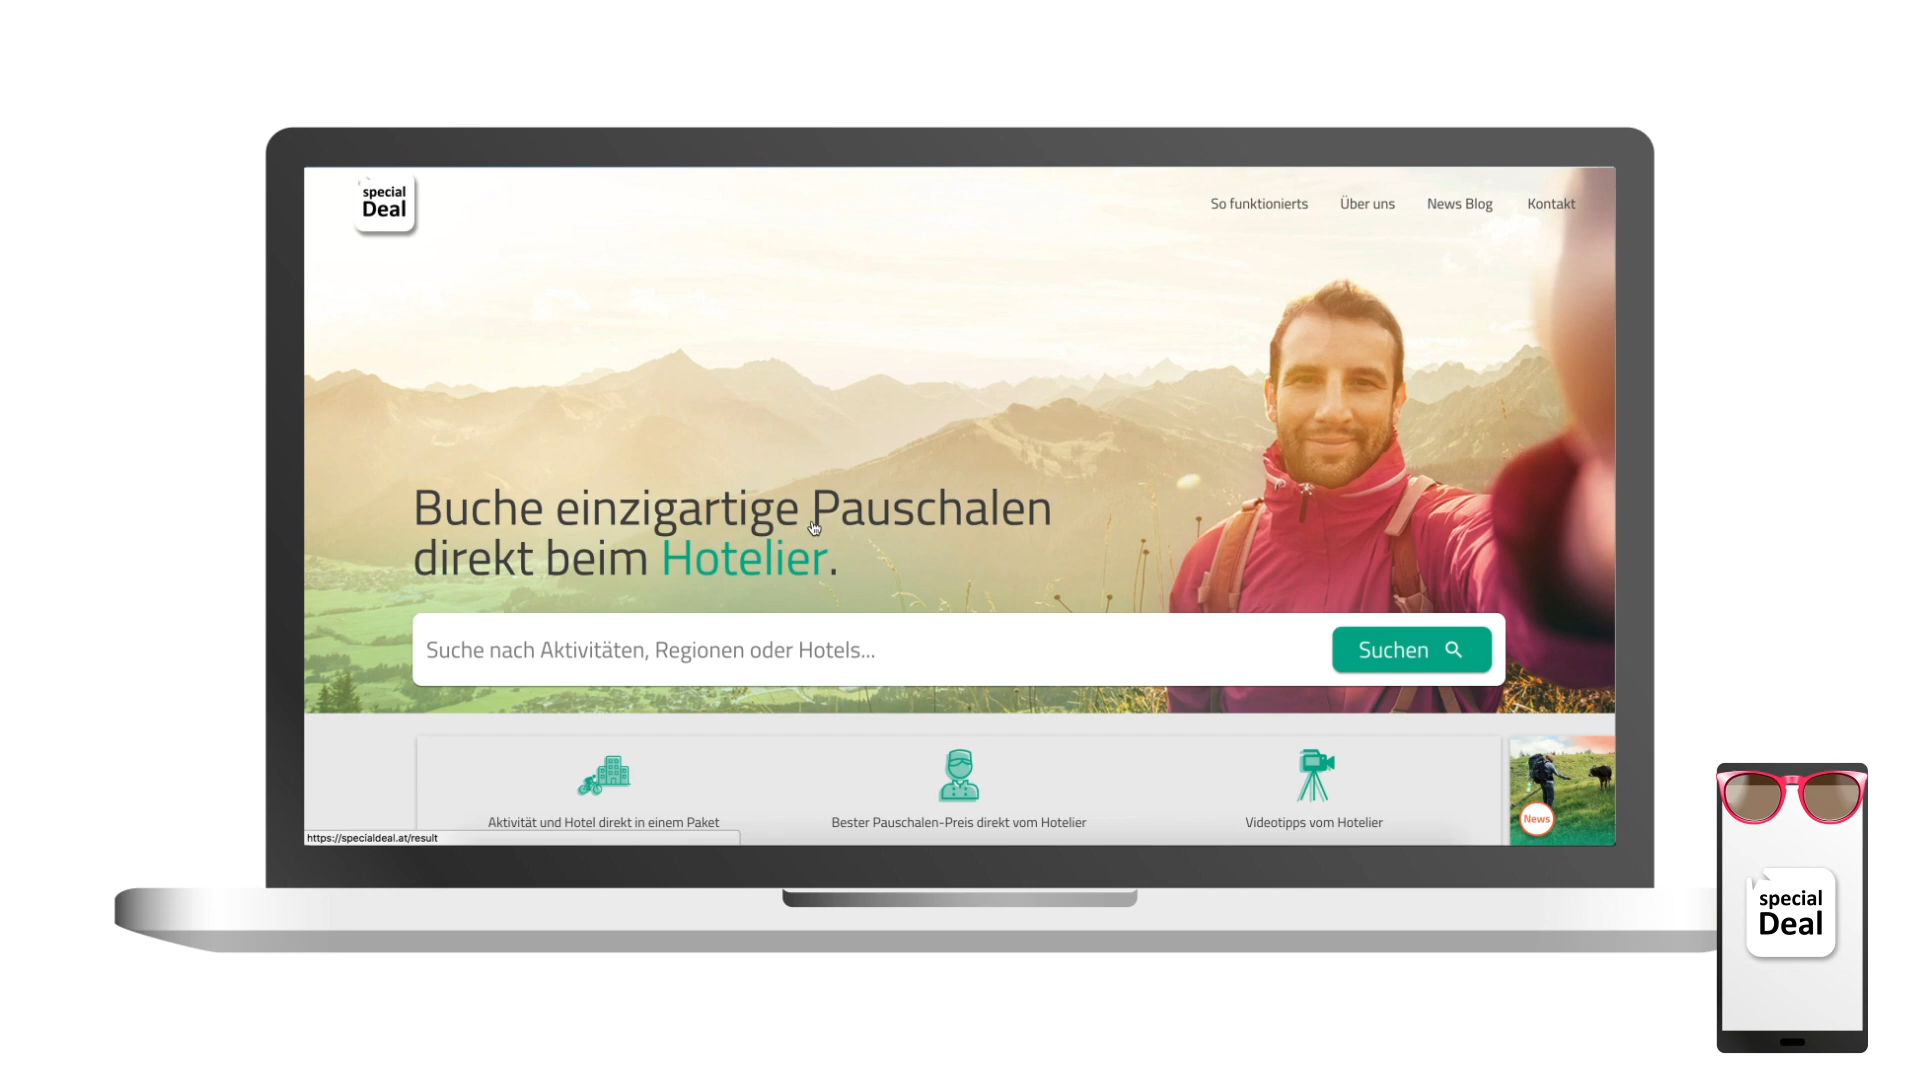 special
Deal
So funktionierts
Über uns
News Blog
Kontakt
Buche einzigartige Pauschalen
direkt beim Hotelier.
Suche nach Aktivitäten, Regionen oder Hotels...
Suchen
Aktivität und Hotel direkt in einem Paket
Bester Pauschalen-Preis direkt vom Hotelier
Videotipps vom Hotelier
News
https://specialdeal.at/result
special
Deal